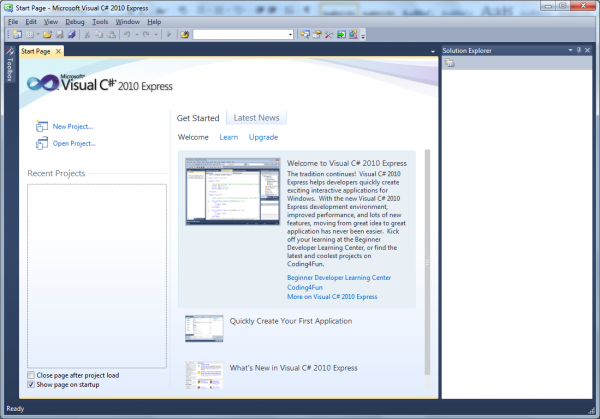 Start Page - Microsoft Visual C# 2010 Express
File Edit View Debug Tools Window Help
Toolbox
Start Page
Solution Explorer
Microsoft®
Visual C#® 2010 Express
New Project...
Open Project...
Recent Projects
Close page after project load
Show page on startup
Get Started Latest News
Welcome Learn Upgrade
Welcome to Visual C# 2010 Express
The tradition continues! Visual C# 2010
Express helps developers quickly create
exciting interactive applications for
Windows. With the new Visual C# 2010
Express development environment,
improved performance, and lots of new
features, moving from great idea to great
application has never been easier. Kick
off your learning at the Beginner
Developer Learning Center, or find the
latest and coolest projects on
Coding4Fun.
Beginner Developer Learning Center
Coding4Fun
More on Visual C# 2010 Express
Quickly Create Your First Application
What's New in Visual C# 2010 Express
Ready